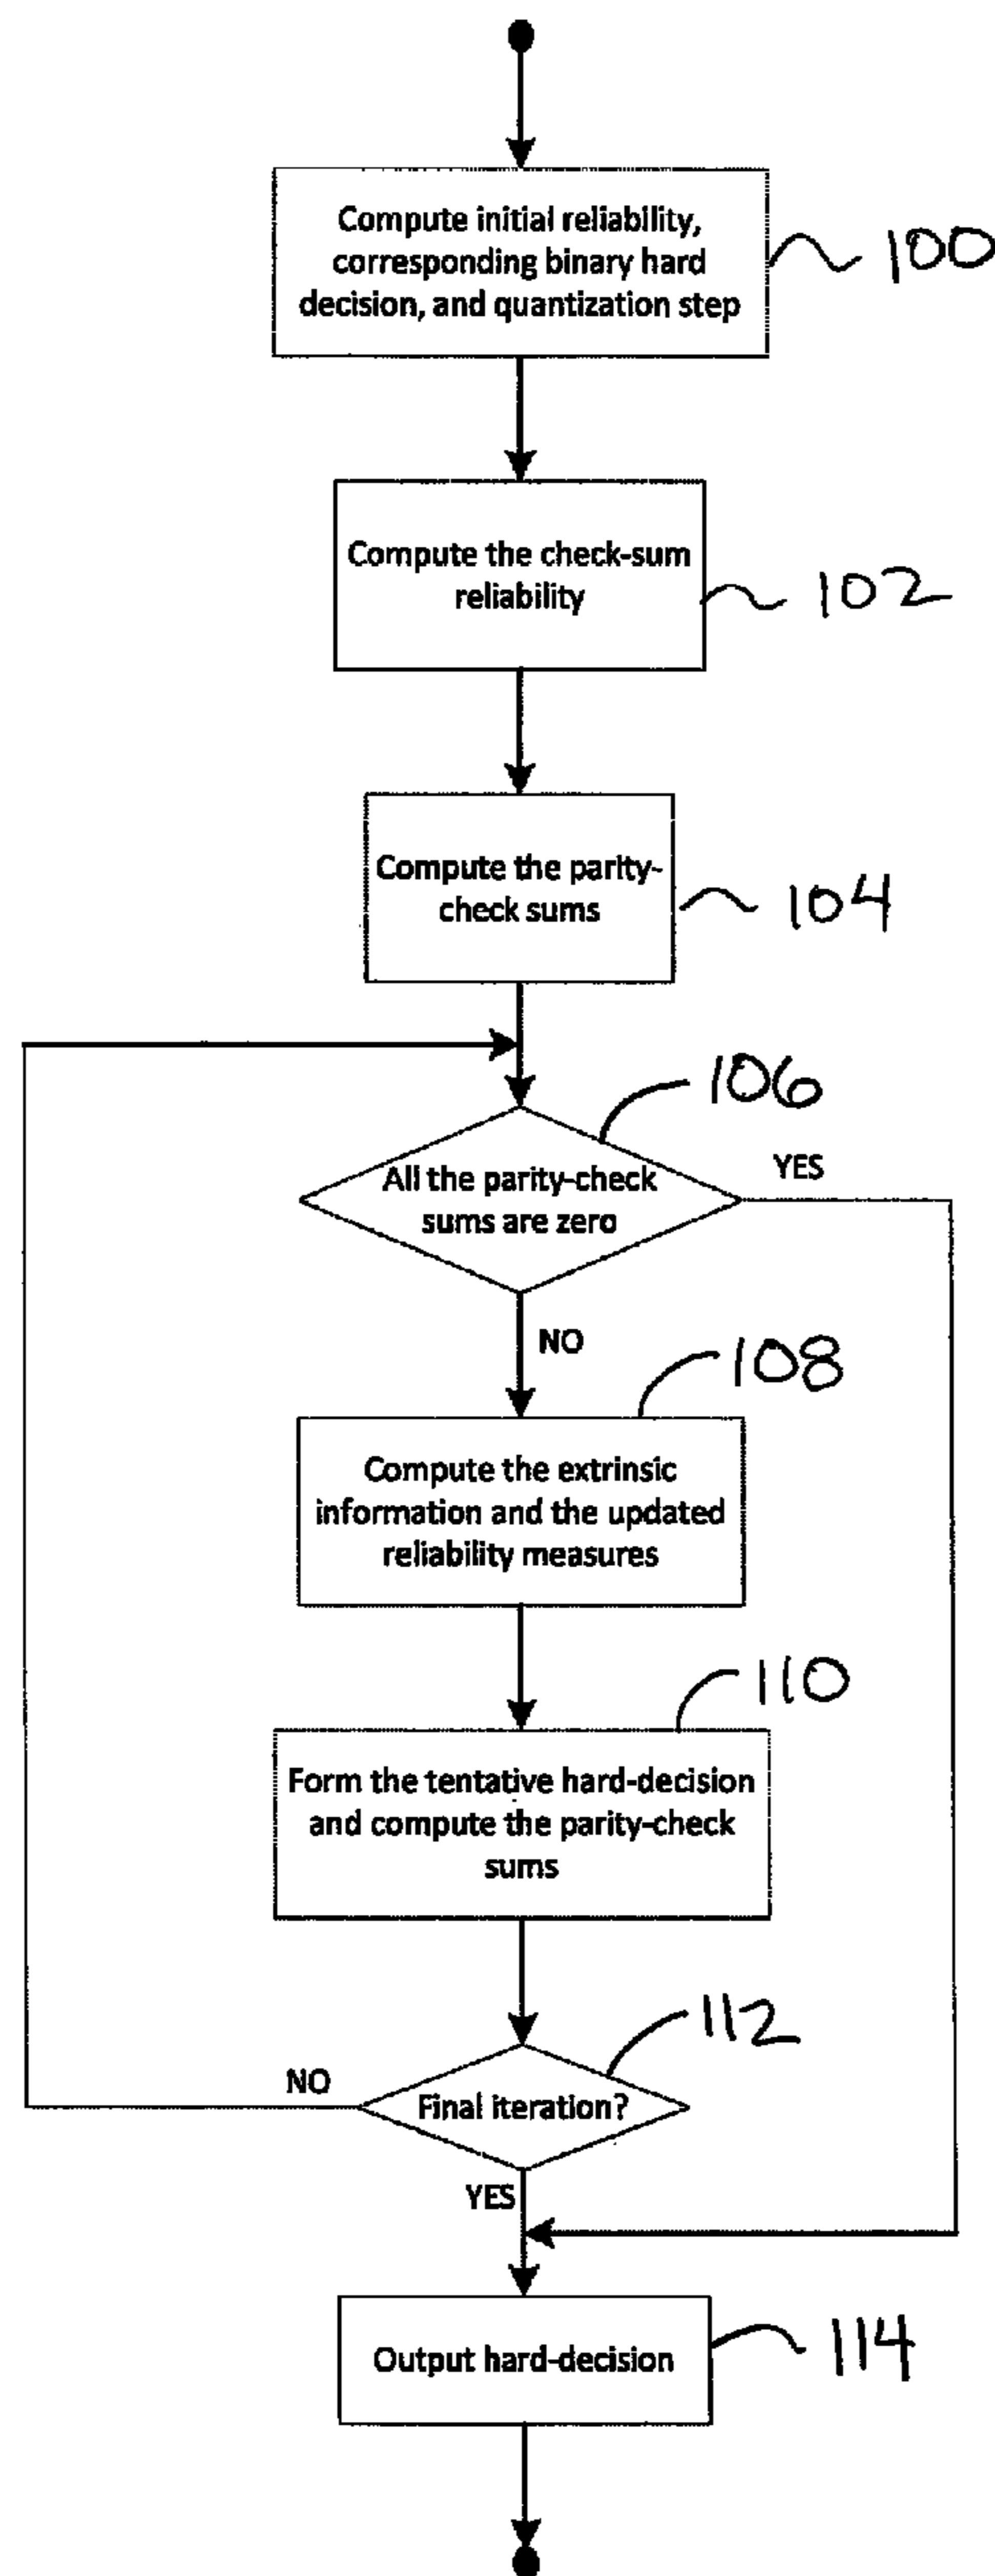 Compute initial reliability,
corresponding binary hard
decision, and quantization step
100
Compute the check-sum
reliability
102
Compute the parity-
check sums
104
106
All the parity-check
sums are zero
YES
NO
108
Compute the extrinsic
information and the updated
reliability measures
110
Form the tentative hard-decision
and compute the parity-check
sums
112
NO
Final iteration?
YES
Output hard-decision
114